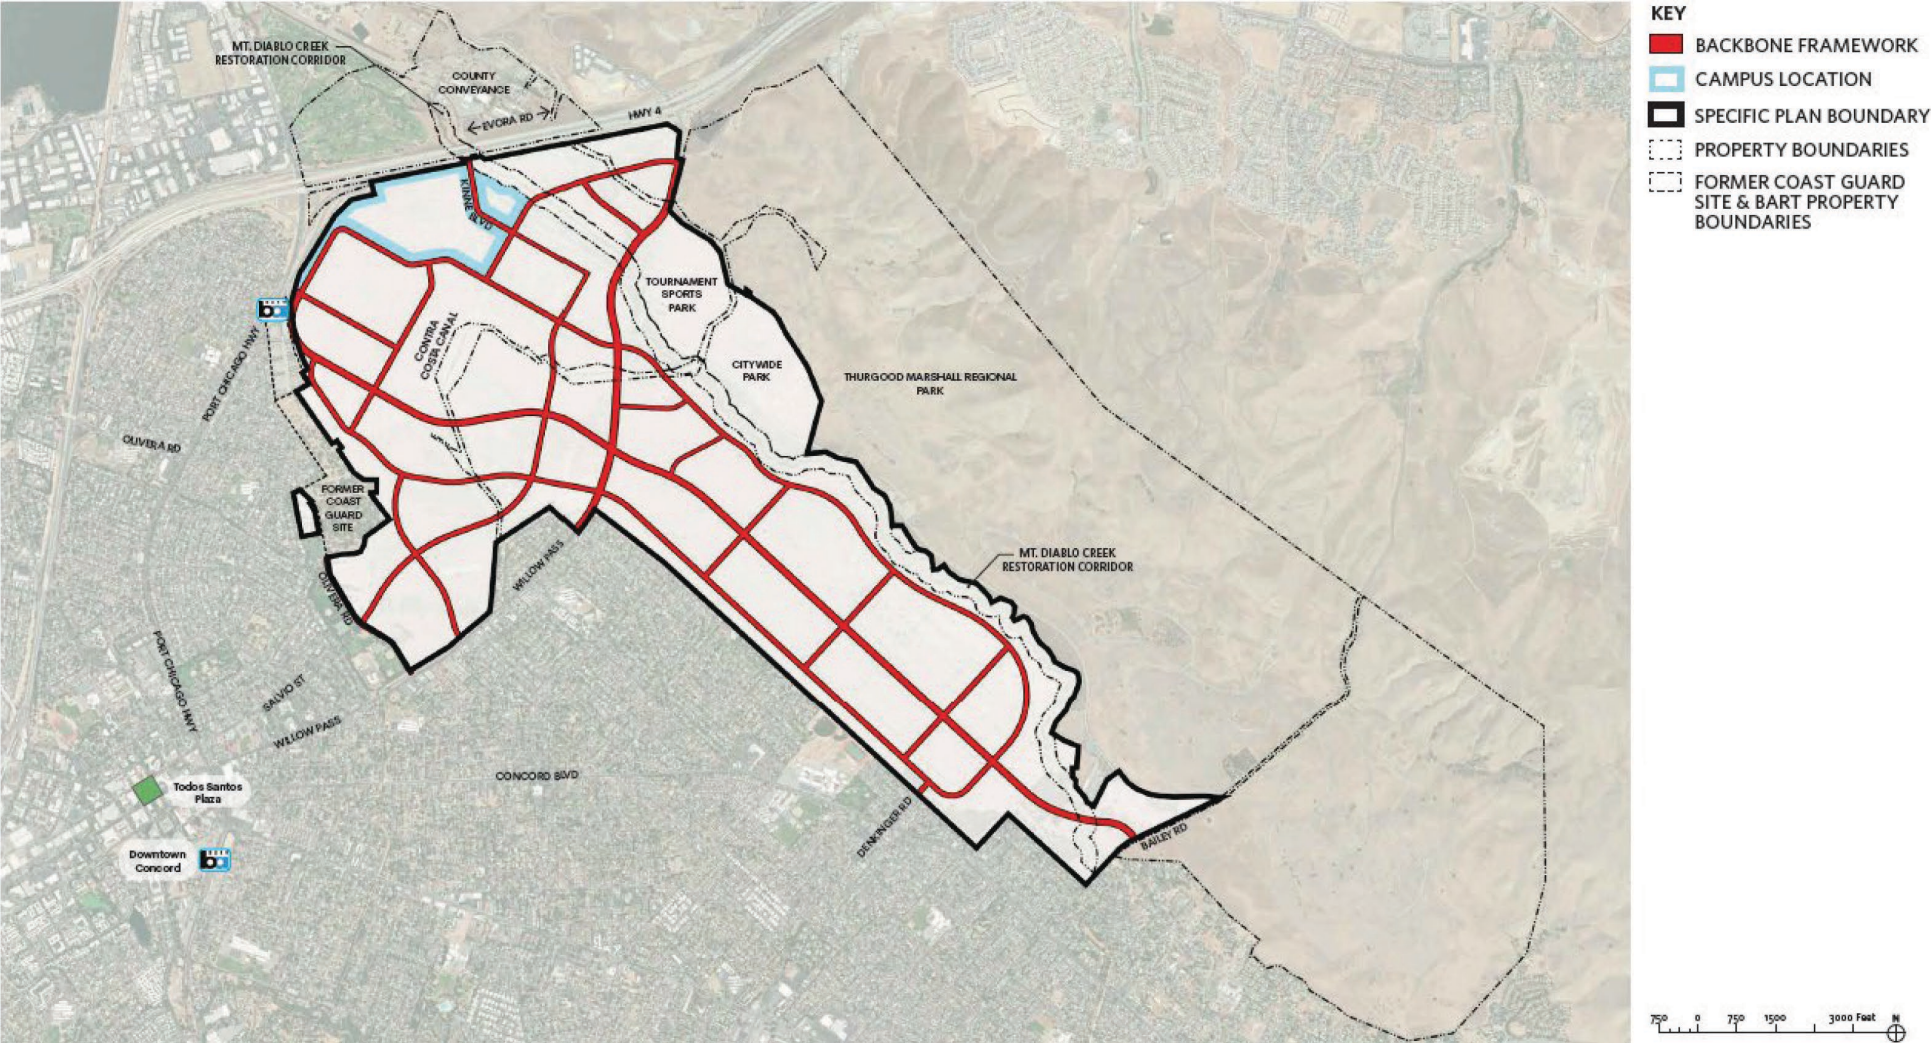 KEY
BACKBONE FRAMEWORK
CAMPUS LOCATION
SPECIFIC PLAN BOUNDARY
PROPERTY BOUNDARIES
FORMER COAST GUARD
SITE & BART PROPERTY
BOUNDARIES
MT. DIABLO CREEK
RESTORATION CORRIDOR
COUNTY
CONVEYANCE
EVORA RD
HWY 4
KINNE BLVD
TOURNAMENT
SPORTS
PARK
CONTRA
COSTA CANAL
CITYWIDE
PARK
THURGOOD MARSHALL REGIONAL
PARK
PORT CHICAGO HWY
OLIVERA RD
FORMER
COAST
GUARD
SITE
WILLOW PASS
MT. DIABLO CREEK
RESTORATION CORRIDOR
OLIVERA RD
PORT CHICAGO HWY
SALVIO ST
WILLOW PASS
CONCORD BLVD
Todos Santos
Plaza
DENKINGER RD
BAILEY RD
Downtown
Concord
750 0 750 1500 3000 Feet N